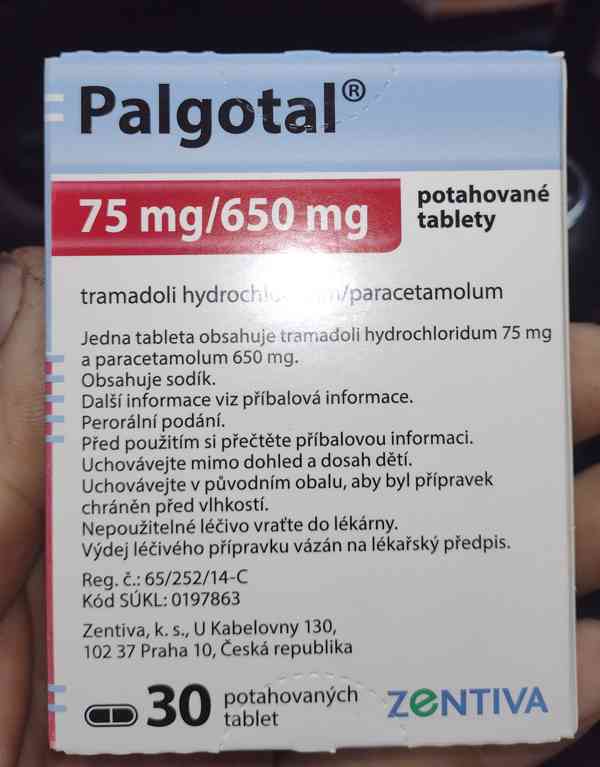 Palgotal®
75 mg/650 mg
potahované
tablety
tramadoli /paracetamolum
Jedna tableta obsahuje tramadoli hydrochloridum 75 mg
a paracetamolum 650 mg.
Obsahuje sodík.
Další informace viz příbalová informace.
Perorální podání.
Před použitím si přečtěte příbalovou informaci.
Uchovávejte mimo dohled a dosah dětí.
Uchovávejte v původním obalu, aby byl přípravek
chráněn před vlhkostí.
Nepoužitelné léčivo vraťte do lékárny.
Výdej léčivého přípravku vázán na lékařský předpis.
Reg. č.: 65/252/14-C
Kód SÚKL: 0197863
Zentiva, k. s., U Kabelovny 130,
102 37 Praha 10, Česká republika
30 potahovaných
tablet
ZENTIVA